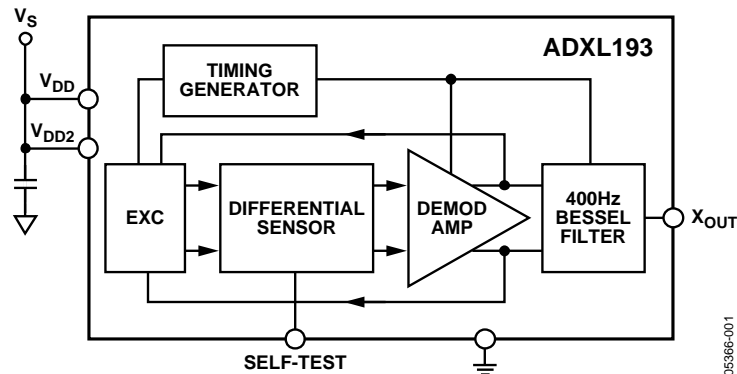 VS
ADXL193
TIMING
GENERATOR
VDD
VDD2
EXC
DIFFERENTIAL
SENSOR
DEMOD
AMP
400Hz
BESSEL
FILTER
XOUT
SELF-TEST
05366-001